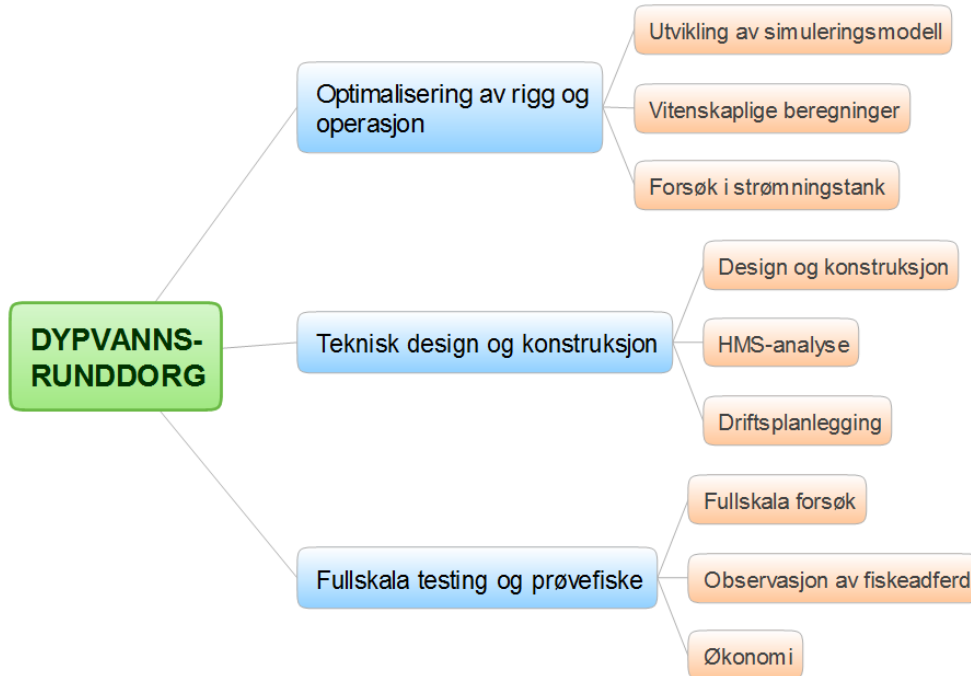 DYPVANNS-
RUNDDORG
Optimalisering av rigg og
operasjon
Utvikling av simuleringsmodell
Vitenskaplige beregninger
Forsøk i strømningstank
Teknisk design og konstruksjon
Design og konstruksjon
HMS-analyse
Driftsplanlegging
Fullskala testing og prøvefiske
Fullskala forsøk
Observasjon av fiskeadferd
Økonomi